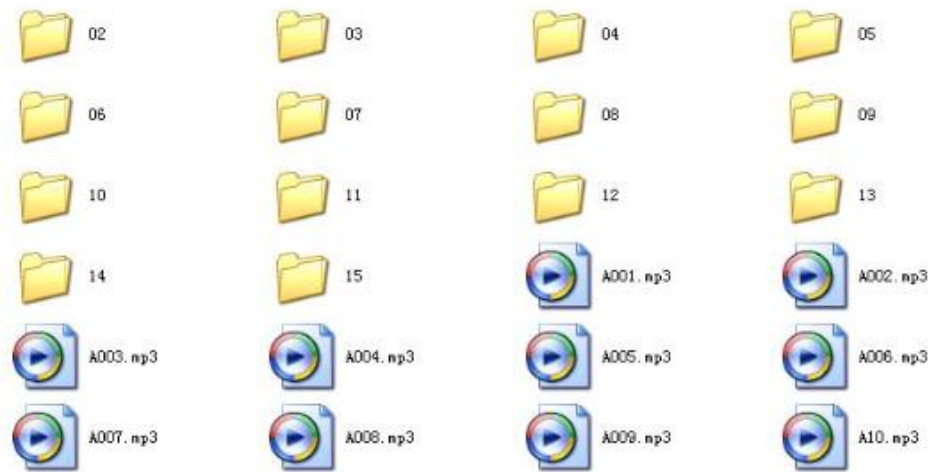 02 03 04 05
06 07 08 09
10 11 12 13
14 15 A001.mp3 A002.mp3
A003.mp3 A004.mp3 A005.mp3 A006.mp3
A007.mp3 A008.mp3 A009.mp3 A10.mp3